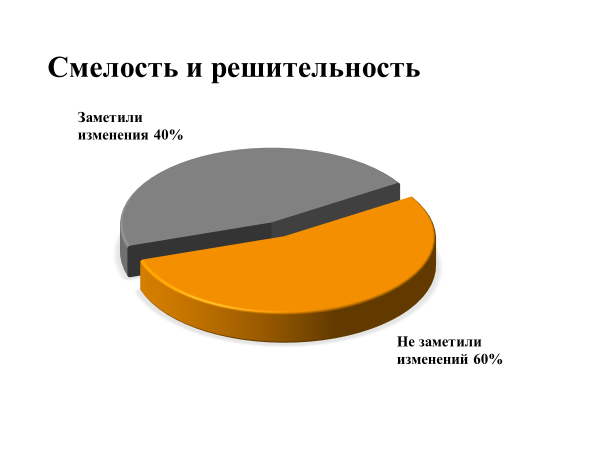 Смелость и решительность
Заметили
изменения 40%
Не заметили
изменений 60%